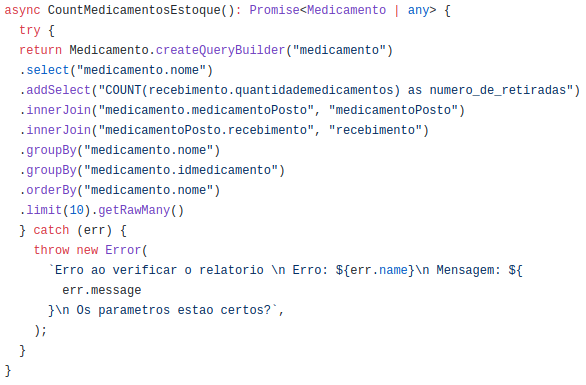 async CountMedicamentosEstoque(): Promise<Medicamento | any> {
try {
return Medicamento.createQueryBuilder("medicamento")
.select("medicamento.nome")
.addSelect("COUNT(recebimento.quantidademedicamentos) as numero_de_retiradas")
.innerJoin("medicamento.medicamentoPosto", "medicamentoPosto")
.innerJoin("medicamentoPosto.recebimento", "recebimento")
.groupBy("medicamento.nome")
.groupBy("medicamento.idmedicamento")
.orderBy("medicamento.nome")
.limit(10).getRawMany()
} catch (err) {
throw new Error(
`Erro ao verificar o relatorio \n Erro: ${err.name}\n Mensagem: ${
err.message
}\n Os parametros estao certos?`,
);
}
}